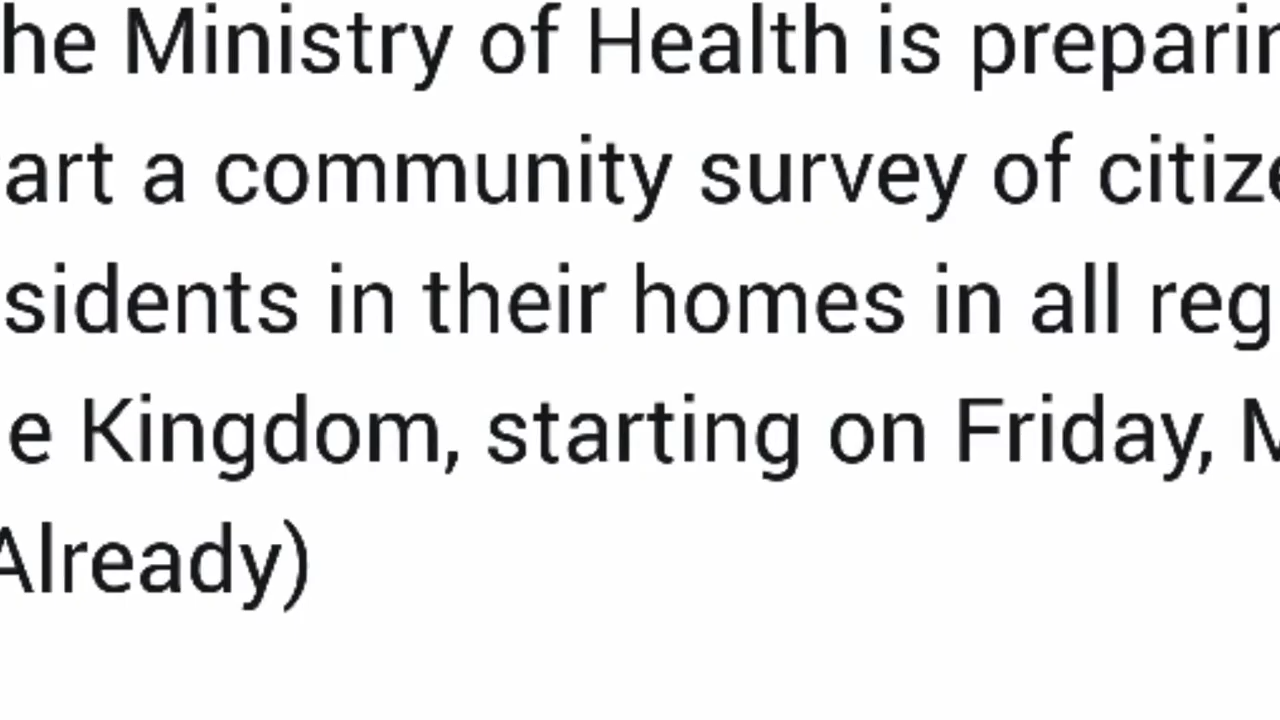 he Ministry of Health is preparin
art a community survey of citize
sidents in their homes in all reg
e Kingdom, starting on Friday, M
Already)